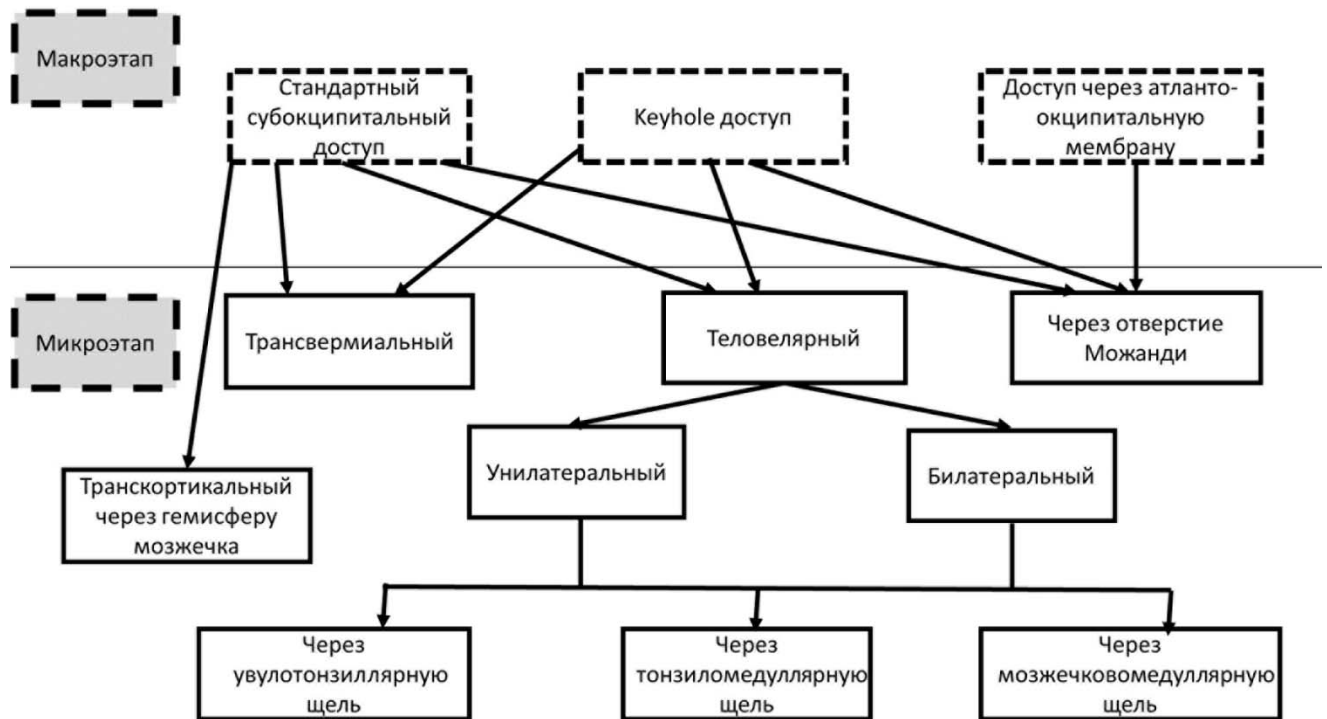 Макроэтап
Стандартный
субокципитальный
доступ
Keyhole доступ
Доступ через атланто-
окципитальную
мембрану
Микроэтап
Трансвермиальный
Теловелярный
Через отверстие
Можанди
Унилатеральный
Билатеральный
Транскортикальный
через гемисферу
мозжечка
Через
увулотонзиллярную
щель
Через
тонзиломедуллярную
щель
Через
мозжечковомедуллярную
щель